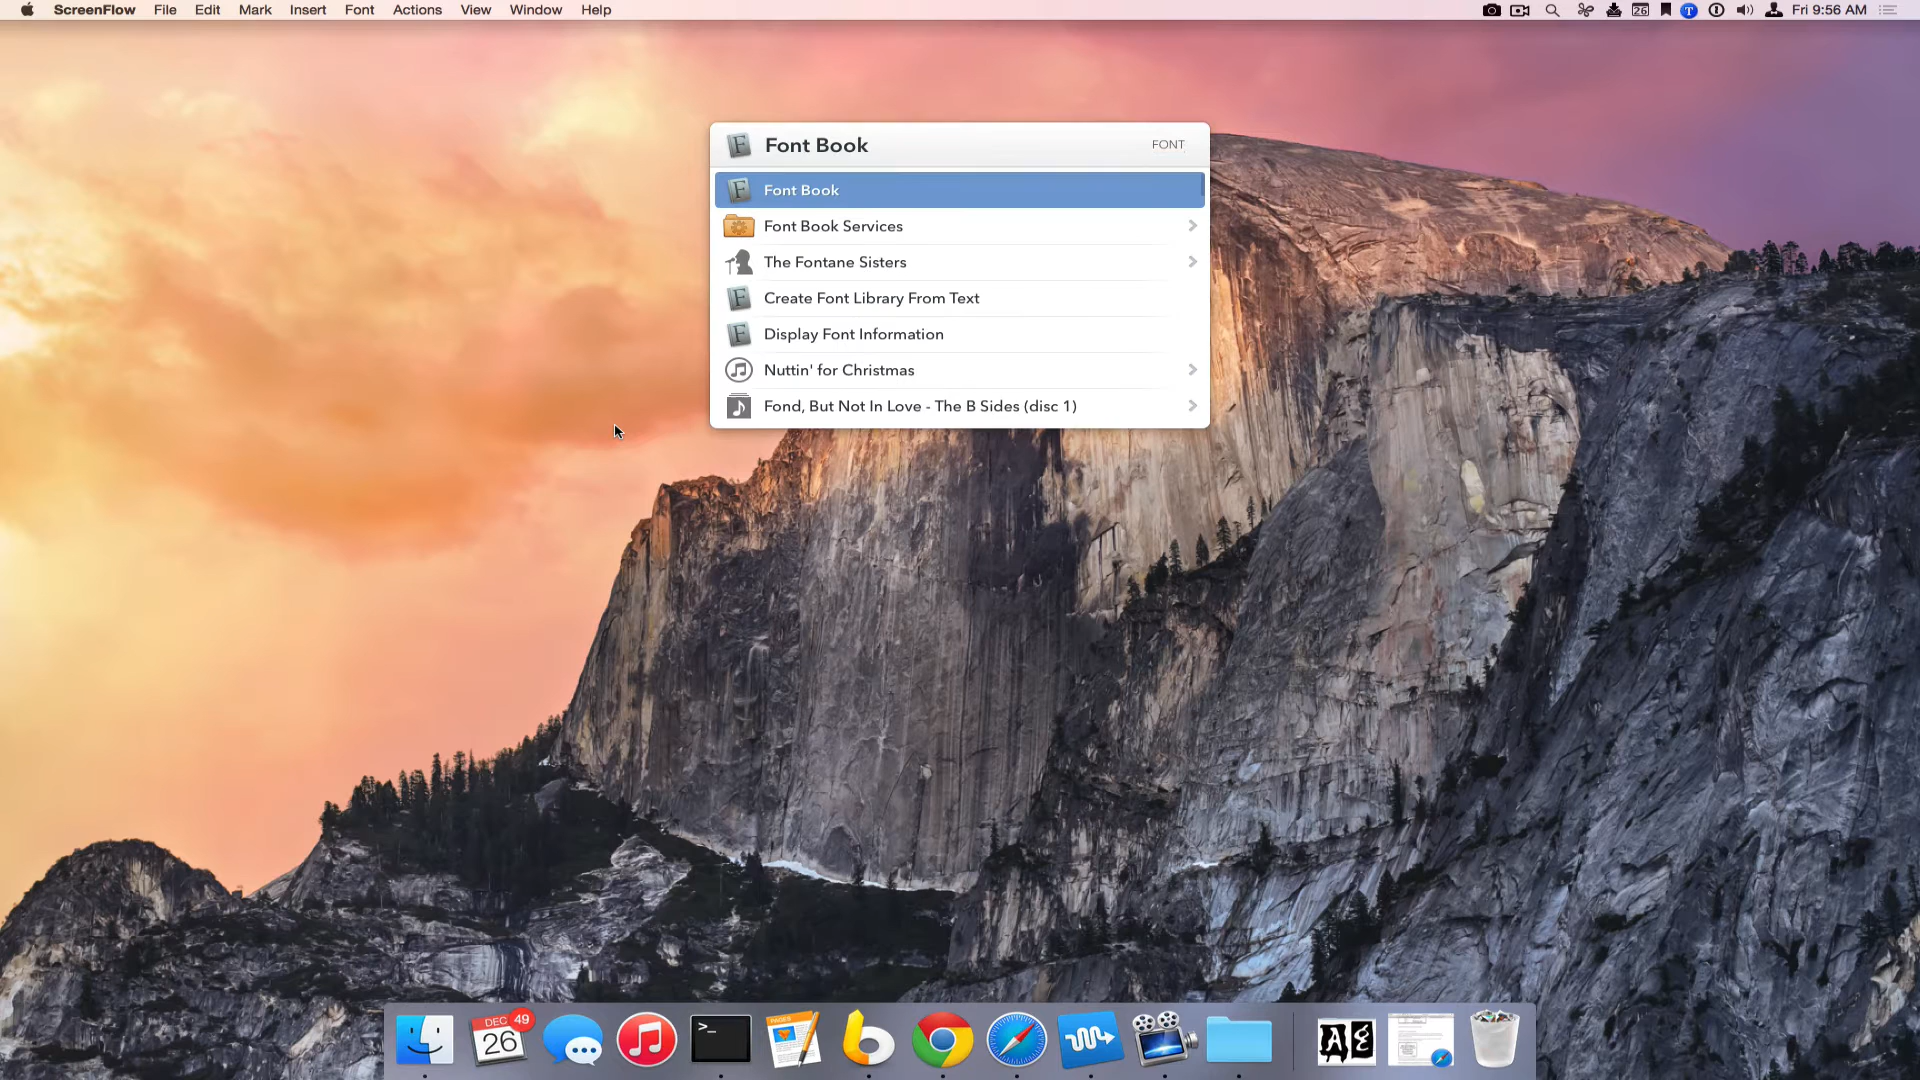 ScreenFlow File Edit Mark Insert Font Actions View Window Help 26 T Fri 9:56 AM
Font Book FONT
Font Book
Font Book Services
The Fontane Sisters
Create Font Library From Text
Display Font Information
Nuttin' for Christmas
Fond, But Not In Love - The B Sides (disc 1)
DEC 49
26
>_
PAGES